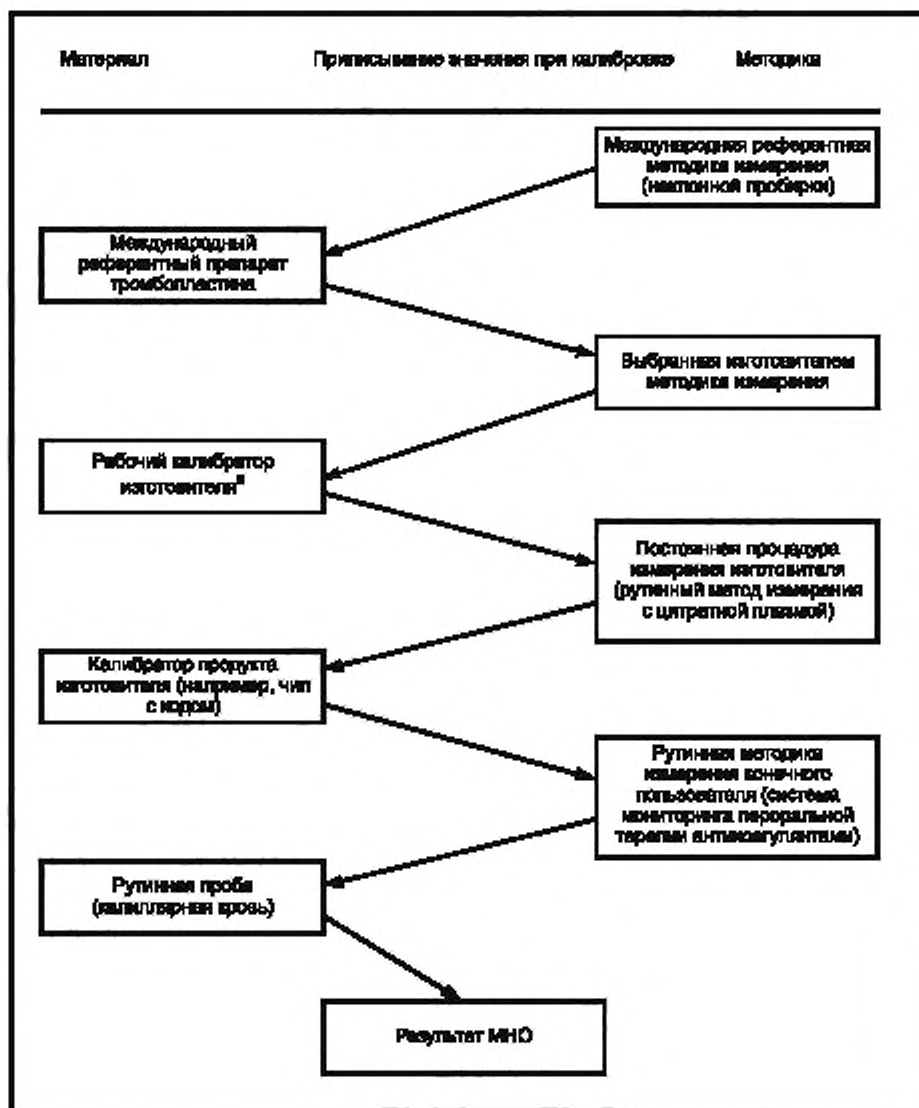 Материал Приписывание значения при калибровке Методика
Международная референтная
методика измерения
(наклонной пробирки)
Международный
референтный препарат
тромбопластина
Выбранная изготовителем
методика измерения
Рабочий калибратор
изготовителяª
Постоянная процедура
измерения изготовителя
(рутинный метод измерения
с цитратной плазмой)
Калибратор продукта
изготовителя (например, чип
с кодом)
Рутинная методика
измерения конечного
пользователя (система
мониторинга пероральной
терапии антикоагулянтами)
Рутинная проба
(капиллярная кровь)
Результат МНО